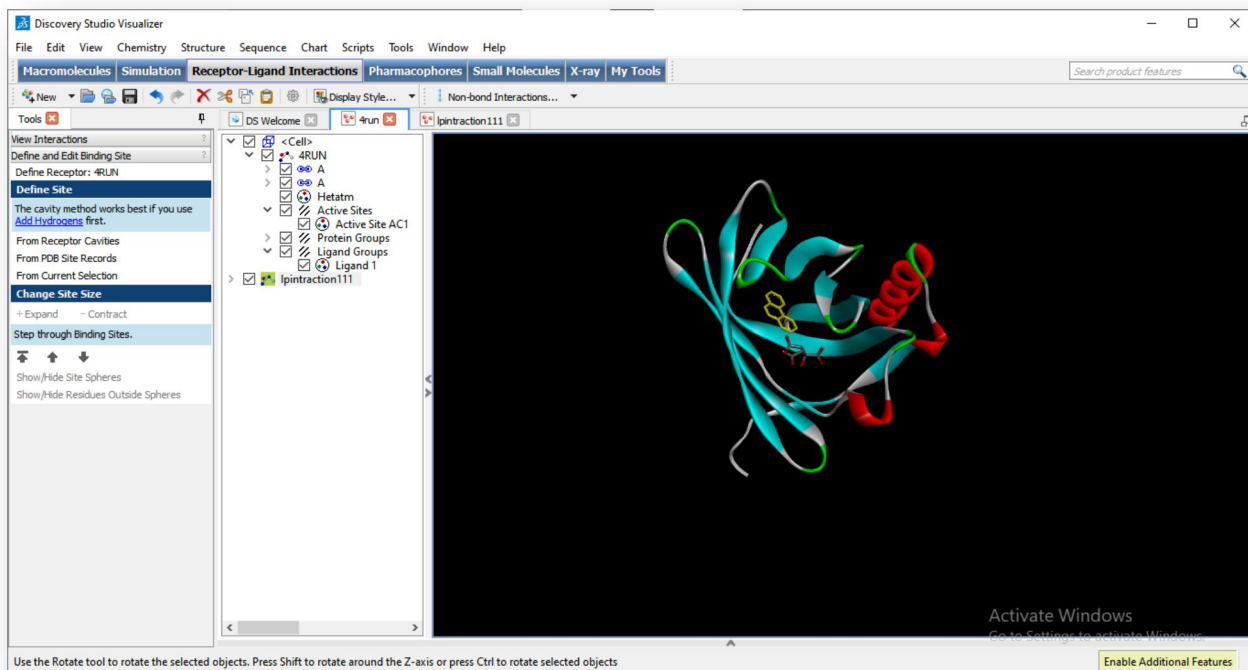 Discovery Studio Visualizer
File Edit View Chemistry Structure Sequence Chart Scripts Tools Window Help
Macromolecules Simulation Receptor-Ligand Interactions Pharmacophores Small Molecules X-ray My Tools
Search product features
New Display Style... Non-bond Interactions...
Tools
DS Welcome 4run lpintraction111
View Interactions ?
Define and Edit Binding Site ?
Define Receptor: 4RUN
Define Site
The cavity method works best if you use
Add Hydrogens first.
From Receptor Cavities
From PDB Site Records
From Current Selection
Change Site Size
+ Expand − Contract
Step through Binding Sites.
Show/Hide Site Spheres
Show/Hide Residues Outside Spheres
<Cell>
4RUN
A
A
Hetatm
Active Sites
Active Site AC1
Protein Groups
Ligand Groups
Ligand 1
lpintraction111
Activate Windows
Go to Settings to activate Windows.
Use the Rotate tool to rotate the selected objects. Press Shift to rotate around the Z-axis or press Ctrl to rotate selected objects
Enable Additional Features